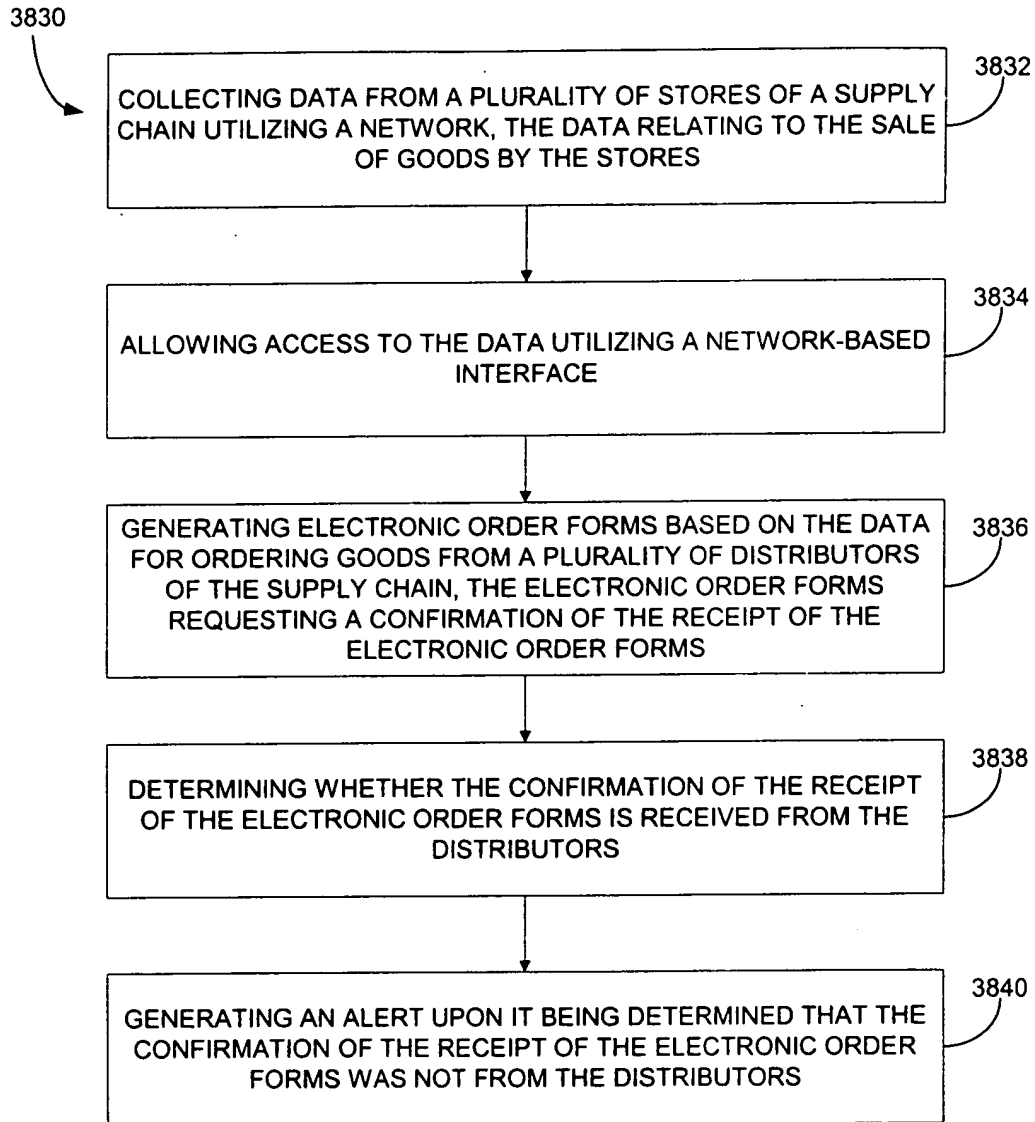 3830
3832
COLLECTING DATA FROM A PLURALITY OF STORES OF A SUPPLY
CHAIN UTILIZING A NETWORK, THE DATA RELATING TO THE SALE
OF GOODS BY THE STORES
3834
ALLOWING ACCESS TO THE DATA UTILIZING A NETWORK-BASED
INTERFACE
3836
GENERATING ELECTRONIC ORDER FORMS BASED ON THE DATA
FOR ORDERING GOODS FROM A PLURALITY OF DISTRIBUTORS
OF THE SUPPLY CHAIN, THE ELECTRONIC ORDER FORMS
REQUESTING A CONFIRMATION OF THE RECEIPT OF THE
ELECTRONIC ORDER FORMS
3838
DETERMINING WHETHER THE CONFIRMATION OF THE RECEIPT
OF THE ELECTRONIC ORDER FORMS IS RECEIVED FROM THE
DISTRIBUTORS
3840
GENERATING AN ALERT UPON IT BEING DETERMINED THAT THE
CONFIRMATION OF THE RECEIPT OF THE ELECTRONIC ORDER
FORMS WAS NOT FROM THE DISTRIBUTORS